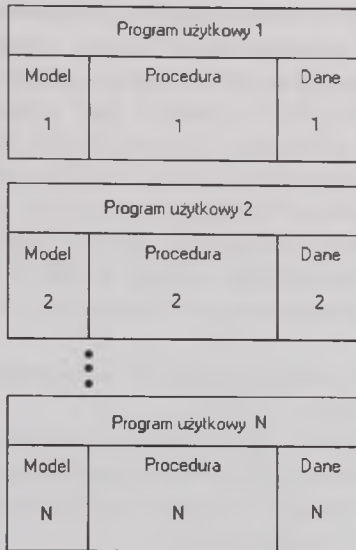 Program użytkowy 1
Model Procedura Dane
1 1 1
Program użytkowy 2
Model Procedura Dane
2 2 2
Program użytkowy N
Model Procedura Dane
N N N